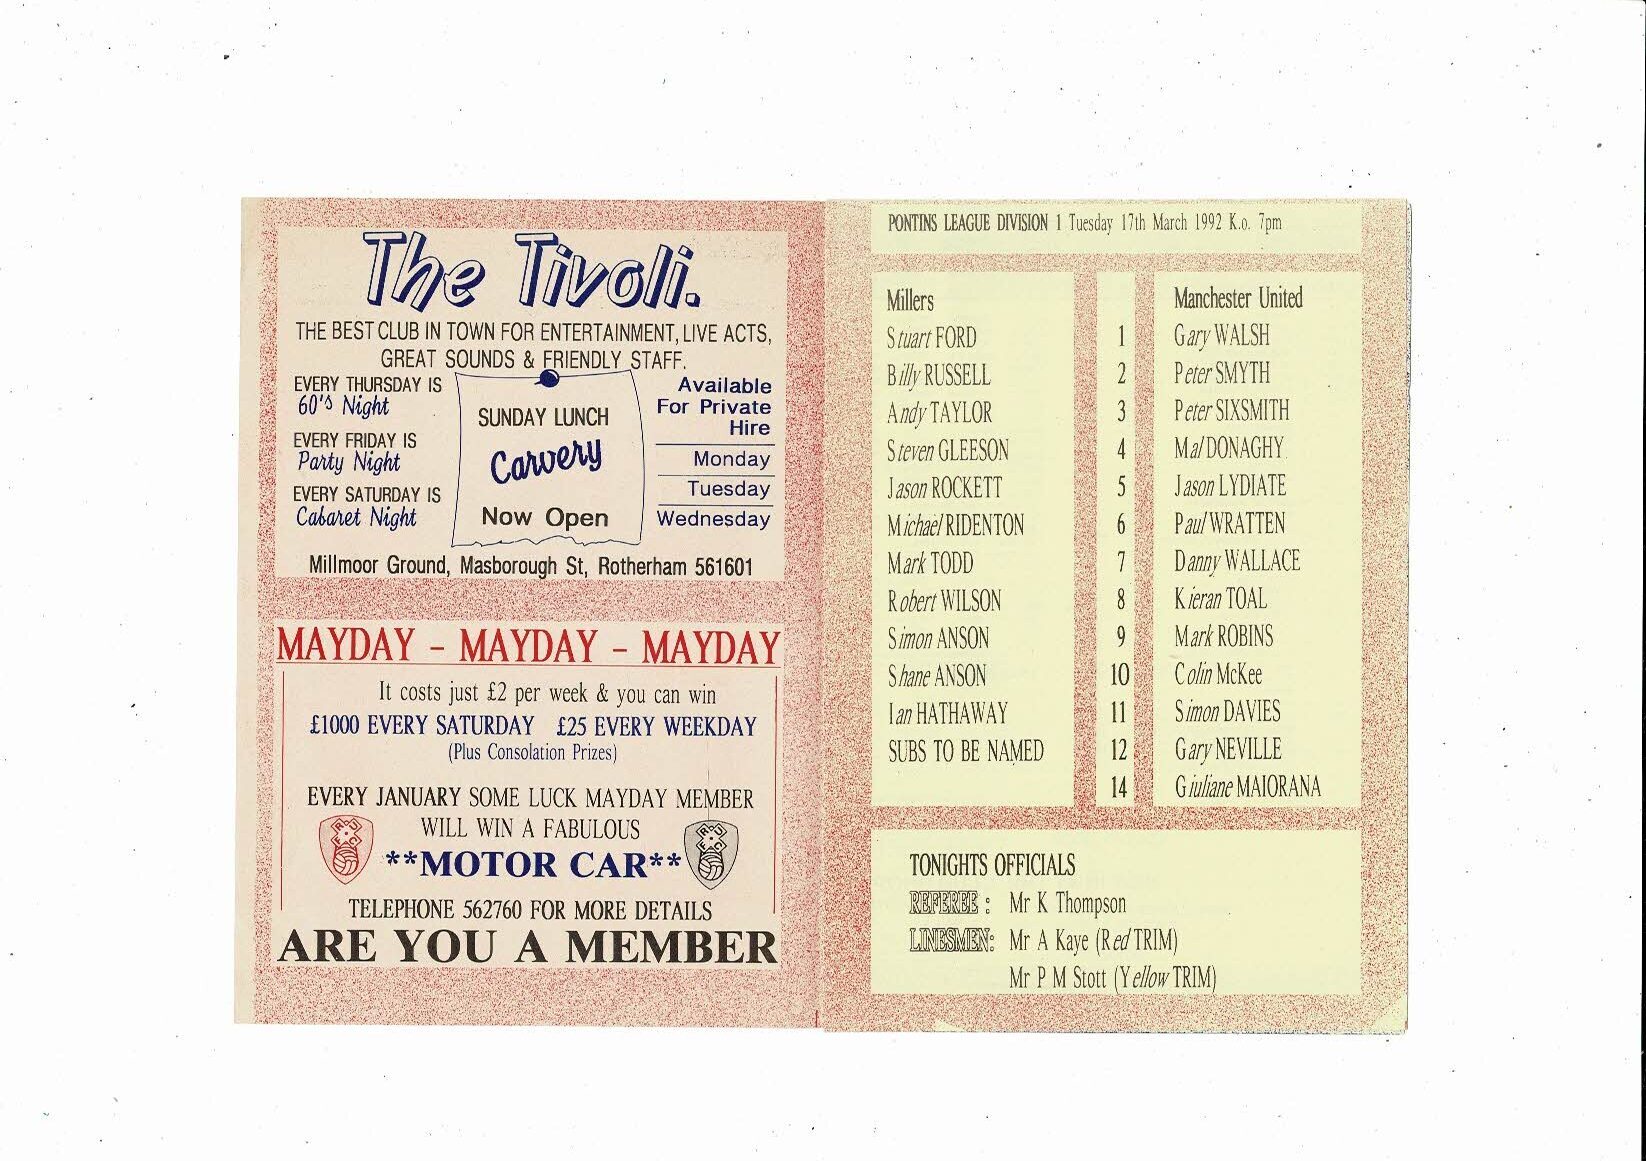 The Tivoli.
THE BEST CLUB IN TOWN FOR ENTERTAINMENT, LIVE ACTS,
GREAT SOUNDS & FRIENDLY STAFF.
EVERY THURSDAY IS
60's Night
EVERY FRIDAY IS
Party Night
EVERY SATURDAY IS
Cabaret Night
SUNDAY LUNCH
Carvery
Now Open
Available
For Private
Hire
Monday
Tuesday
Wednesday
Millmoor Ground, Masborough St, Rotherham 561601
MAYDAY - MAYDAY - MAYDAY
It costs just £2 per week & you can win
£1000 EVERY SATURDAY £25 EVERY WEEKDAY
(Plus Consolation Prizes)
EVERY JANUARY SOME LUCK MAYDAY MEMBER
WILL WIN A FABULOUS
**MOTOR CAR**
TELEPHONE 562760 FOR MORE DETAILS
ARE YOU A MEMBER
PONTINS LEAGUE DIVISION 1 Tuesday 17th March 1992 K.o. 7pm
Millers Manchester United
Stuart FORD 1 Gary WALSH
Billy RUSSELL 2 Peter SMYTH
Andy TAYLOR 3 Peter SIXSMITH
Steven GLEESON 4 Mal DONAGHY
Jason ROCKETT 5 Jason LYDIATE
Michael RIDENTON 6 Paul WRATTEN
Mark TODD 7 Danny WALLACE
Robert WILSON 8 Kieran TOAL
Simon ANSON 9 Mark ROBINS
Shane ANSON 10 Colin McKee
Ian HATHAWAY 11 Simon DAVIES
SUBS TO BE NAMED 12 Gary NEVILLE
14 Giuliane MAIORANA
TONIGHTS OFFICIALS
REFEREE : Mr K Thompson
LINESMEN: Mr A Kaye (Red TRIM)
Mr P M Stott (Yellow TRIM)